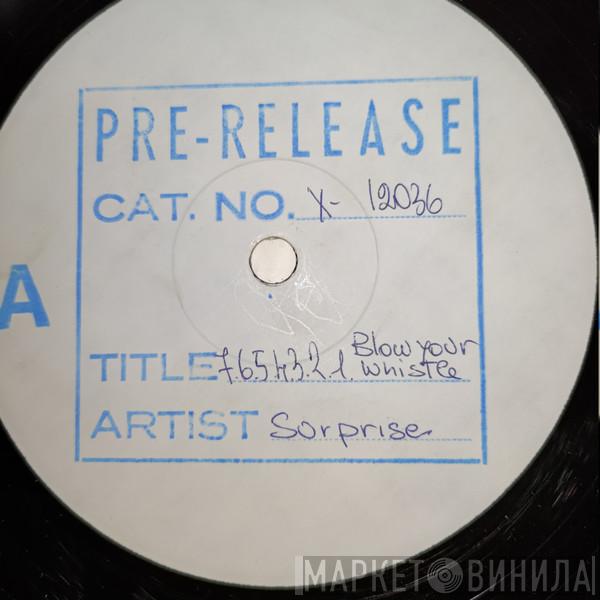 PRE-RELEASE
CAT. NO. X- 12036
A
TITLE 7.6.5.4.3.2.1. Blow your
whistle
ARTIST Sorprise
МАРКЕТ ВИНИЛА